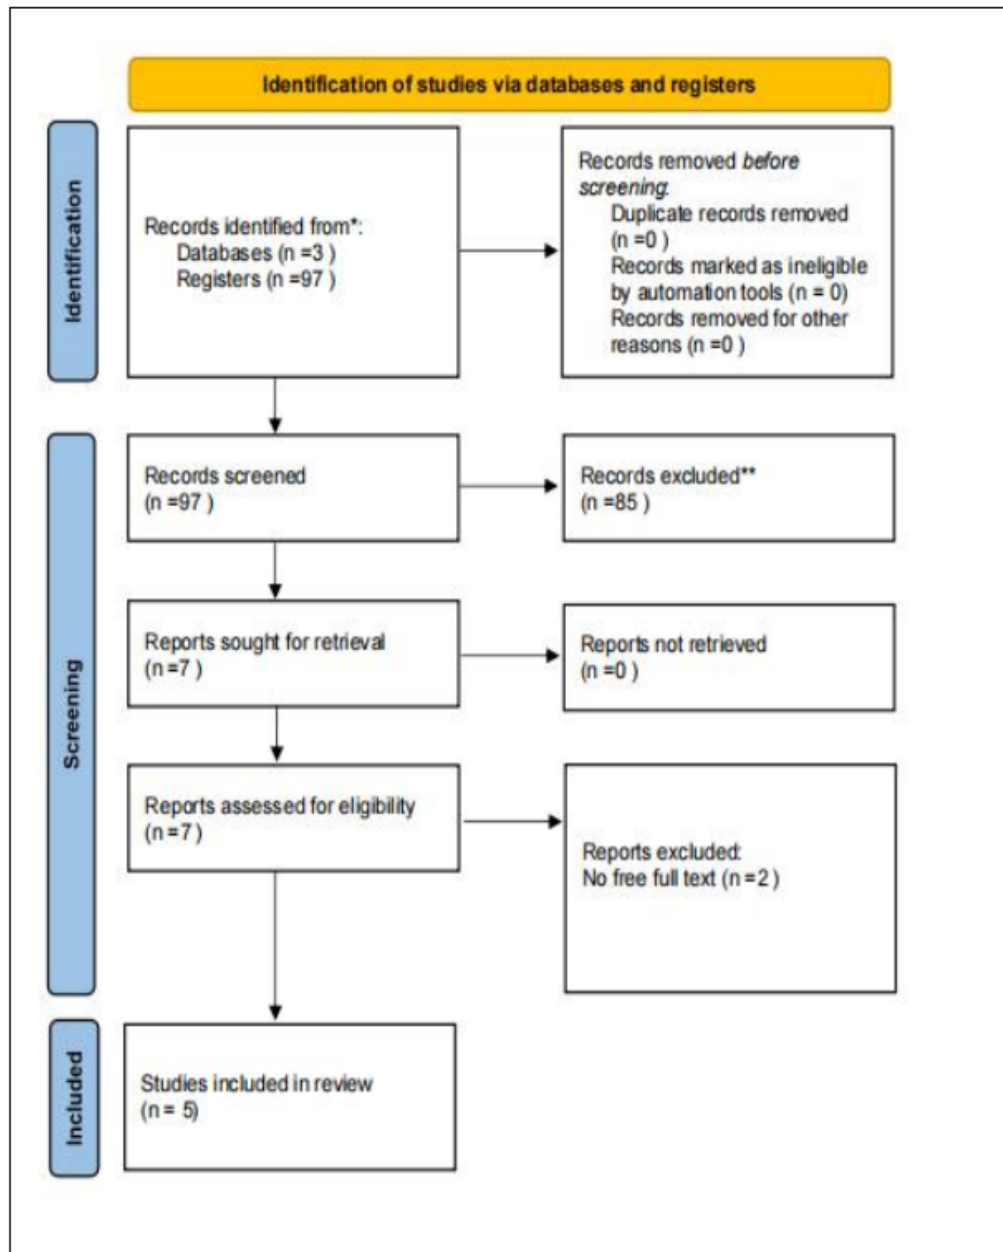 Identification of studies via databases and registers
Identification
Records identified from*:
Databases (n =3 )
Registers (n =97 )
Records removed before
screening:
Duplicate records removed
(n =0 )
Records marked as ineligible
by automation tools (n = 0)
Records removed for other
reasons (n =0 )
Screening
Records screened
(n =97 )
Records excluded**
(n =85 )
Reports sought for retrieval
(n =7 )
Reports not retrieved
(n =0 )
Reports assessed for eligibility
(n =7 )
Reports excluded:
No free full text (n =2 )
Included
Studies included in review
(n = 5)